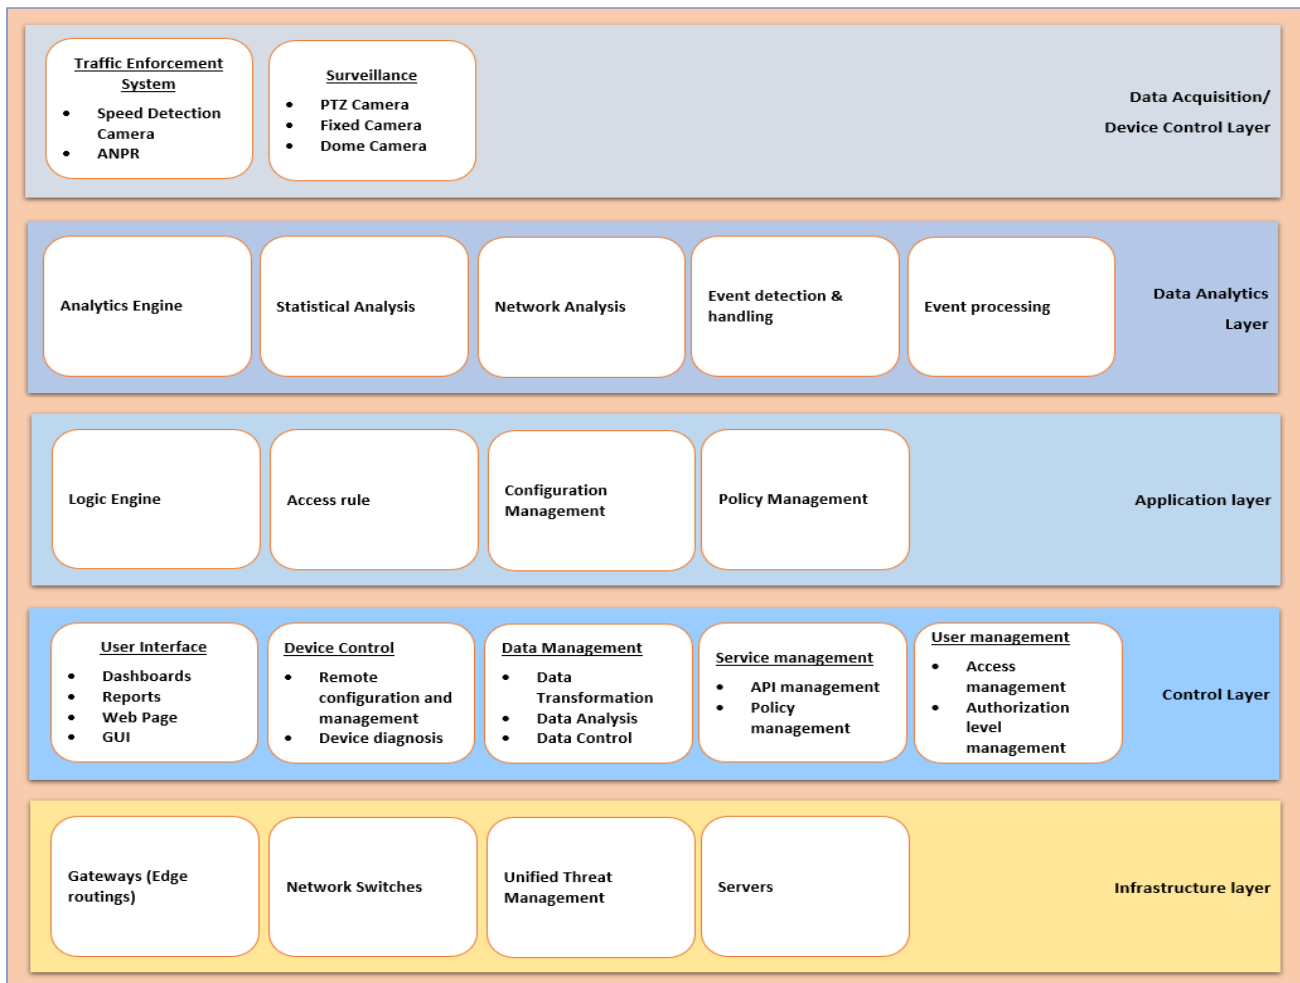 Traffic Enforcement
System
• Speed Detection
Camera
• ANPR
Surveillance
• PTZ Camera
• Fixed Camera
• Dome Camera
Data Acquisition/
Device Control Layer
Analytics Engine
Statistical Analysis
Network Analysis
Event detection &
handling
Event processing
Data Analytics
Layer
Logic Engine
Access rule
Configuration
Management
Policy Management
Application layer
User Interface
• Dashboards
• Reports
• Web Page
• GUI
Device Control
• Remote
configuration and
management
• Device diagnosis
Data Management
• Data
Transformation
• Data Analysis
• Data Control
Service management
• API management
• Policy
management
User management
• Access
management
• Authorization
level management
Control Layer
Gateways (Edge
routings)
Network Switches
Unified Threat
Management
Servers
Infrastructure layer